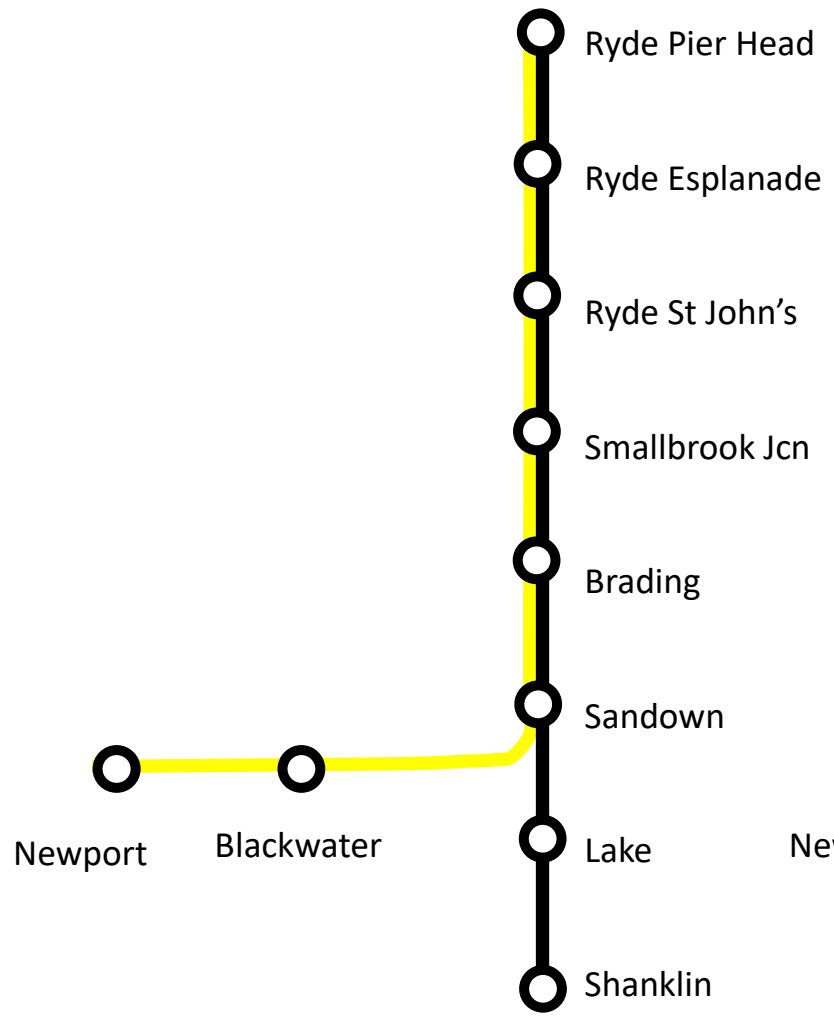 Ryde Pier Head
Ryde Esplanade
Ryde St John’s
Smallbrook Jcn
Brading
Sandown
Newport
Blackwater
Lake
Shanklin